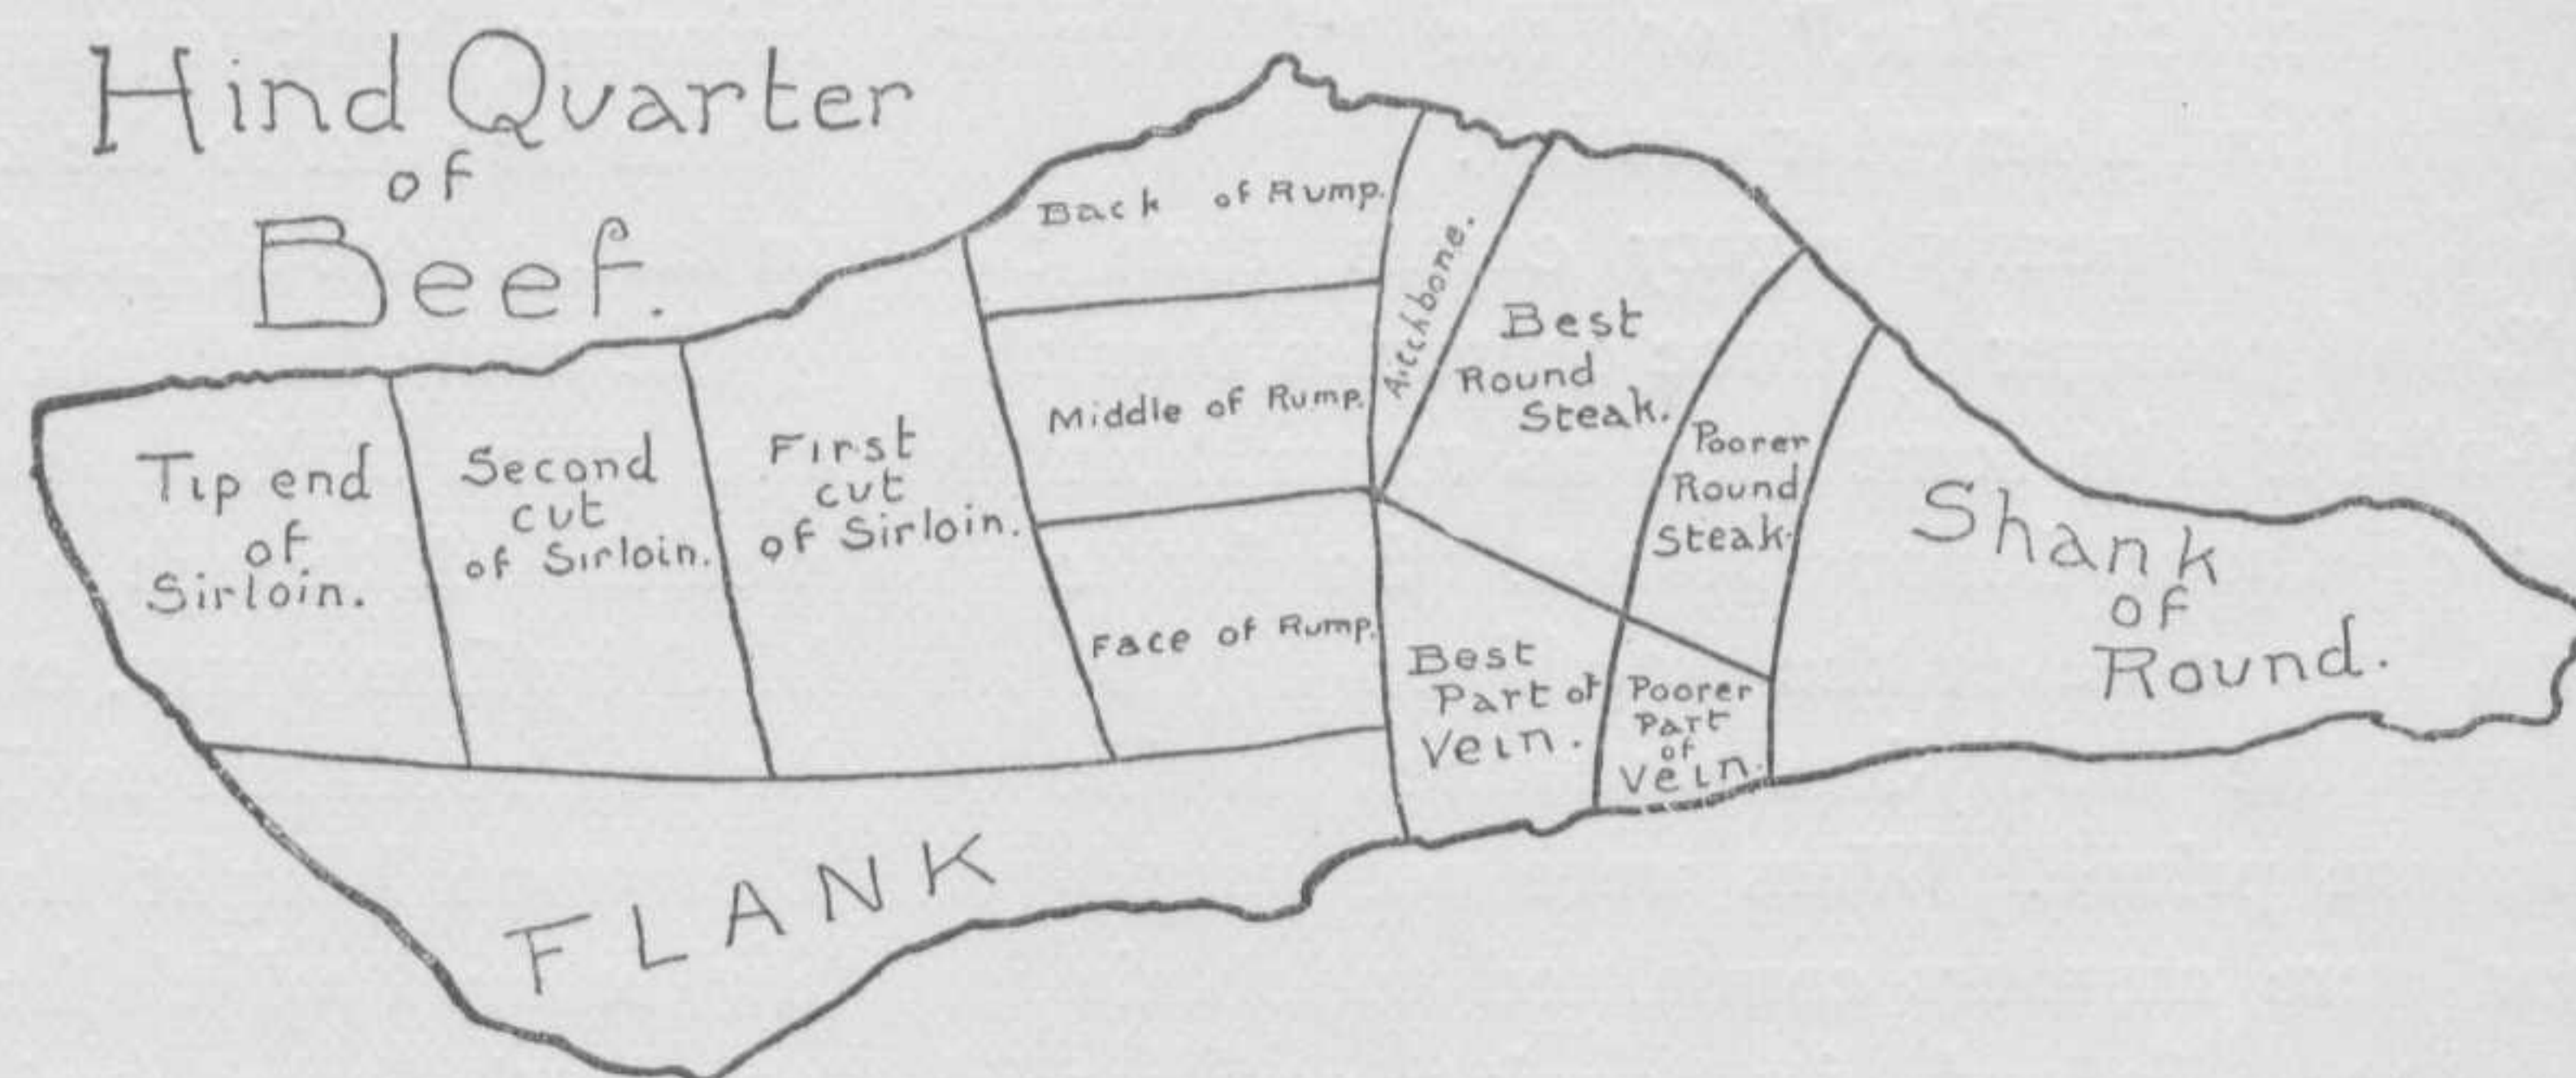 Hind Quarter
of
Beef.
Back of Rump.
Aitchbone.
Middle of Rump.
Face of Rump.
Best
Round
Steak.
Poorer
Round
Steak.
Tip end
of
Sirloin.
Second
cut
of Sirloin.
First
cut
of Sirloin.
Shank
of
Round.
Best
Part of
Vein.
Poorer
Part
of
Vein.
FLANK